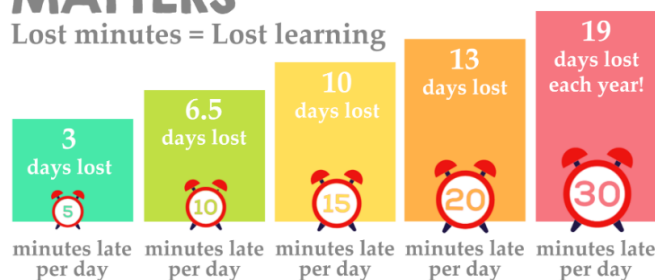 MATTERS
Lost minutes = Lost learning
3
days lost
5
minutes late
per day
6.5
days lost
10
minutes late
per day
10
days lost
15
minutes late
per day
13
days lost
20
minutes late
per day
19
days lost
each year!
30
minutes late
per day